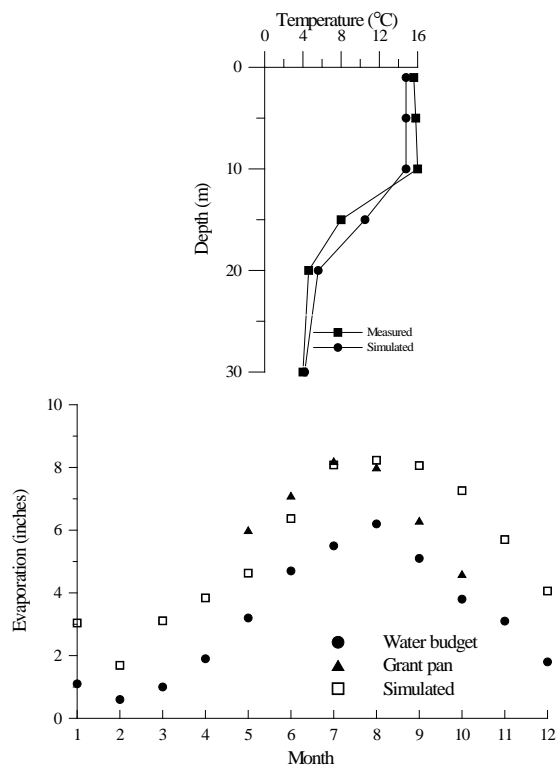 Temperature (°C)
0 4 8 12 16
0
10
20
30
Depth (m)
Measured
Simulated
10
8
6
4
2
0
Evaporation (inches)
Water budget
Grant pan
Simulated
1 2 3 4 5 6 7 8 9 10 11 12
Month